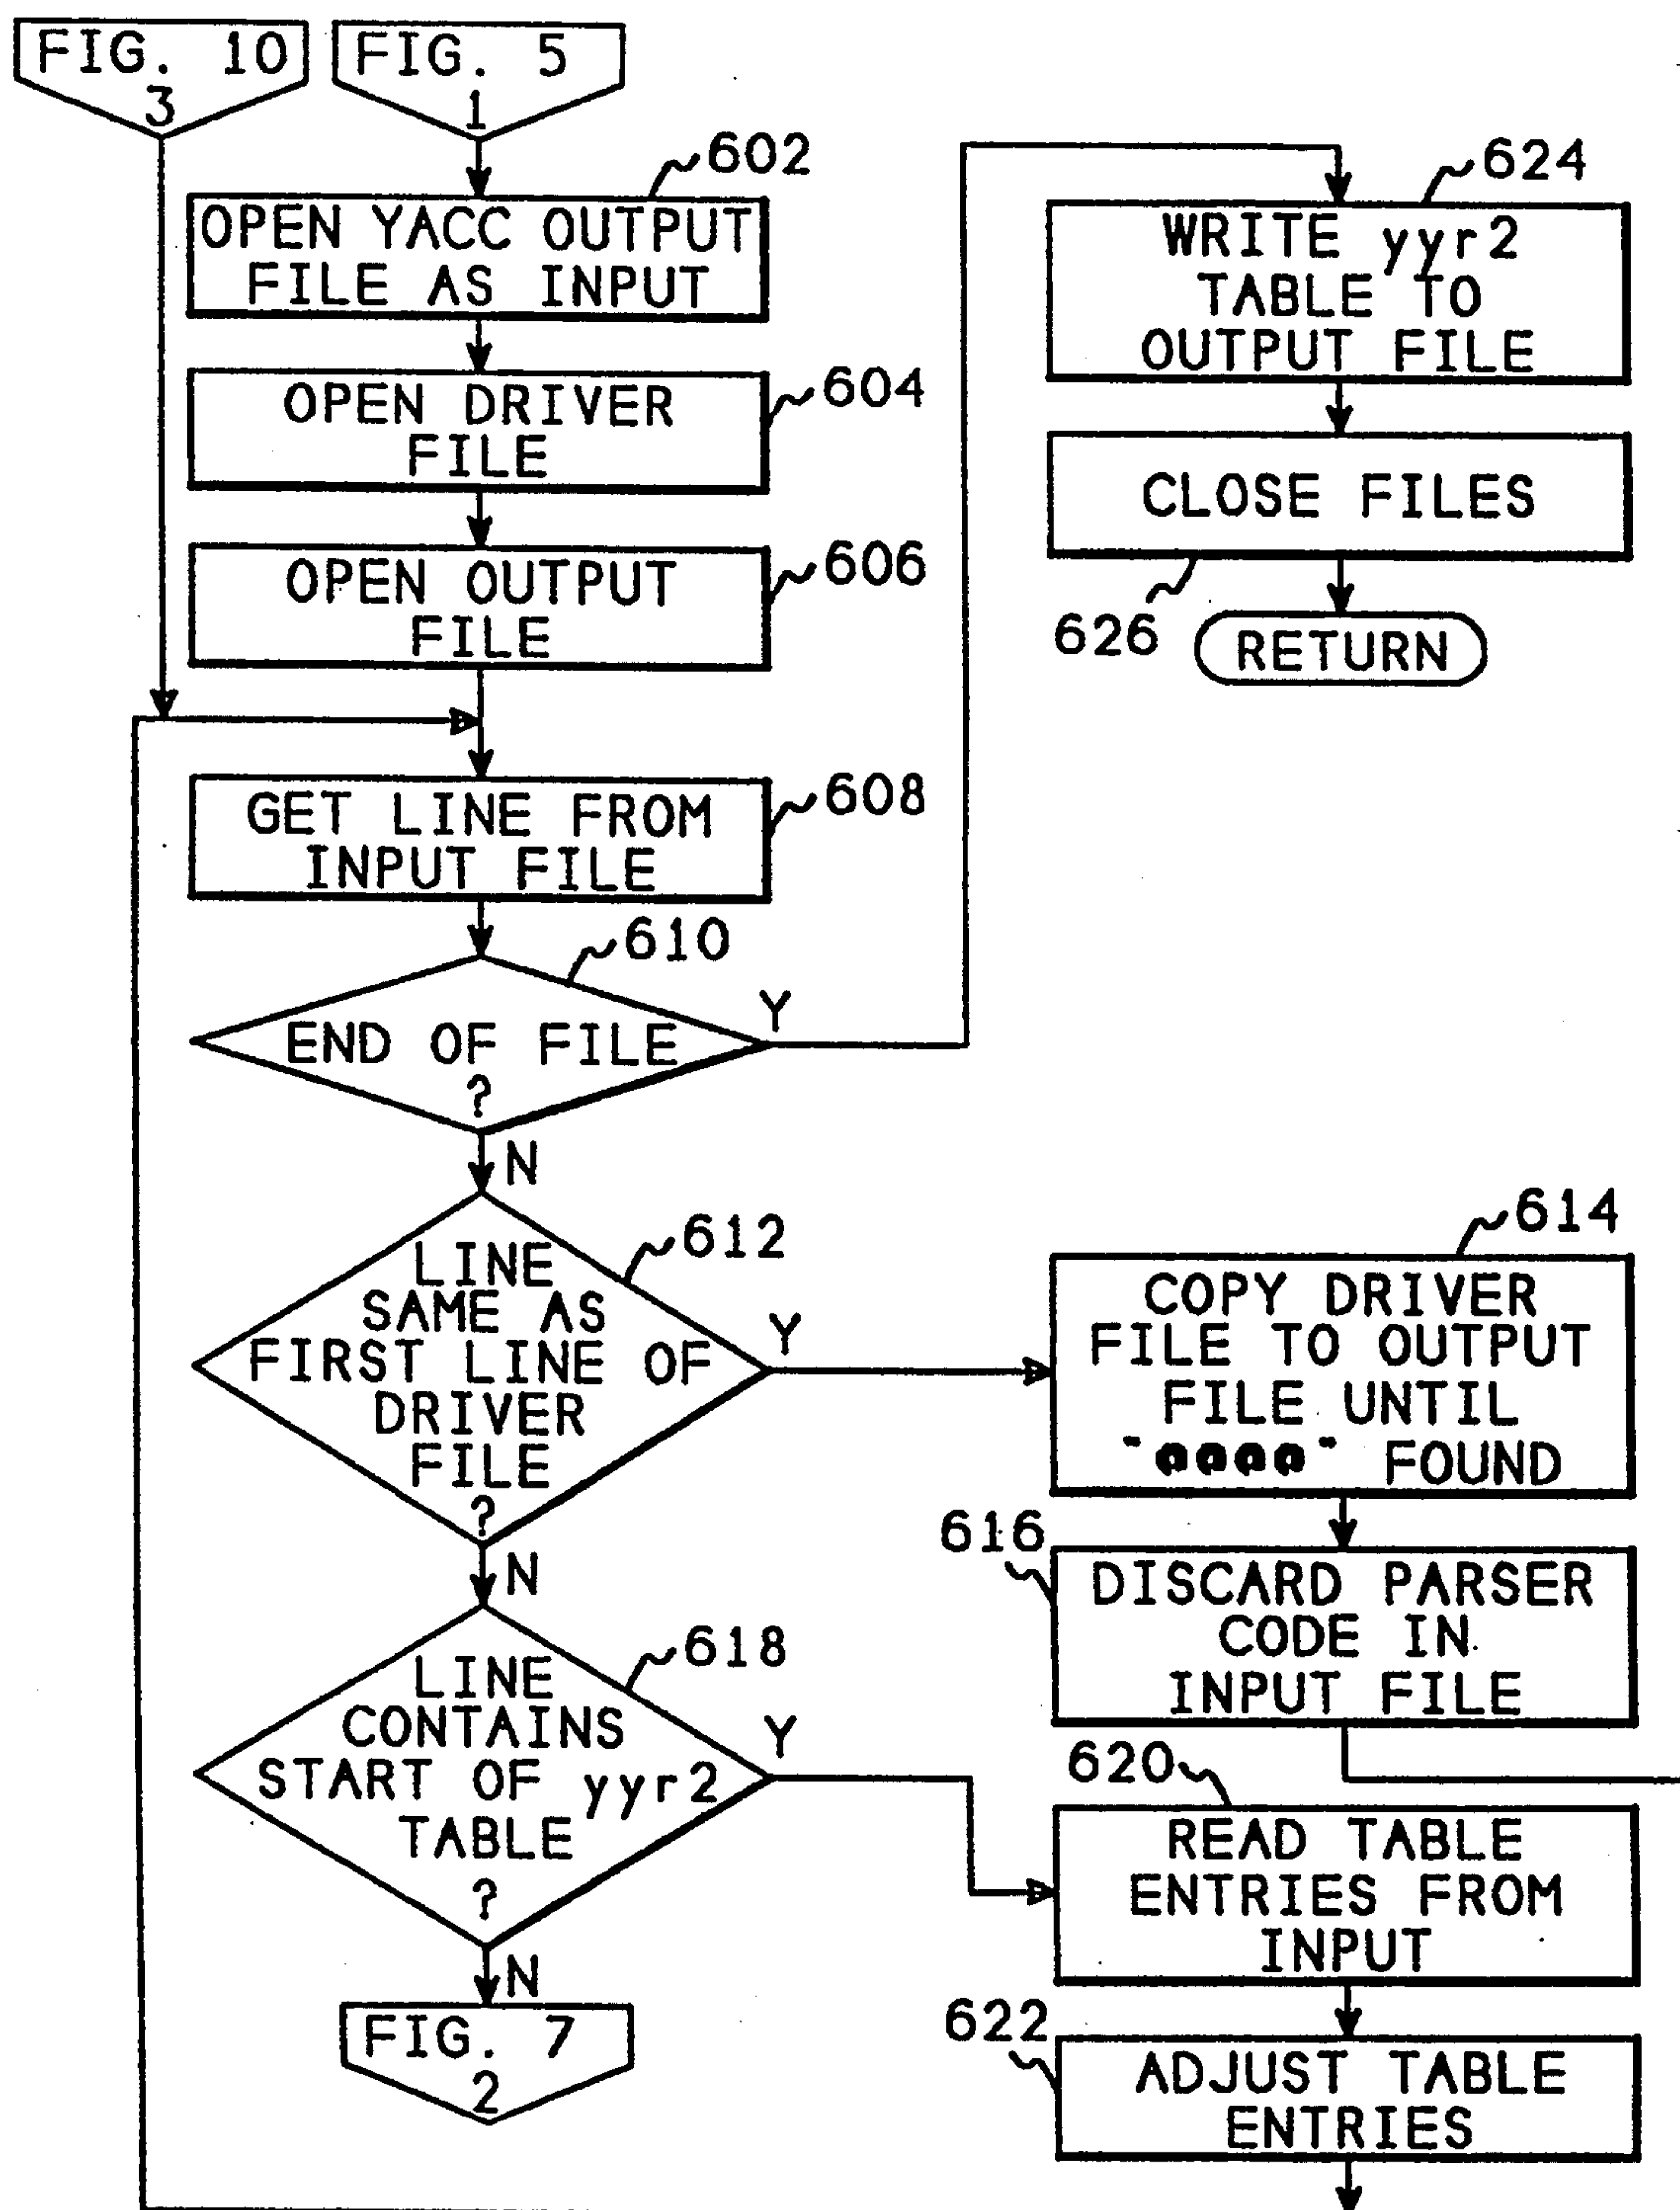 FIG. 10
3
FIG. 5
1
602
OPEN YACC OUTPUT
FILE AS INPUT
604
OPEN DRIVER
FILE
606
OPEN OUTPUT
FILE
608
GET LINE FROM
INPUT FILE
610
END OF FILE
?
Y
N
624
WRITE yyr2
TABLE TO
OUTPUT FILE
CLOSE FILES
626
RETURN
612
LINE
SAME AS
FIRST LINE OF
DRIVER
FILE
?
Y
N
614
COPY DRIVER
FILE TO OUTPUT
FILE UNTIL
"@@@@" FOUND
616
DISCARD PARSER
CODE IN
INPUT FILE
618
LINE
CONTAINS
START OF yyr2
TABLE
?
Y
N
620
READ TABLE
ENTRIES FROM
INPUT
622
ADJUST TABLE
ENTRIES
FIG. 7
2